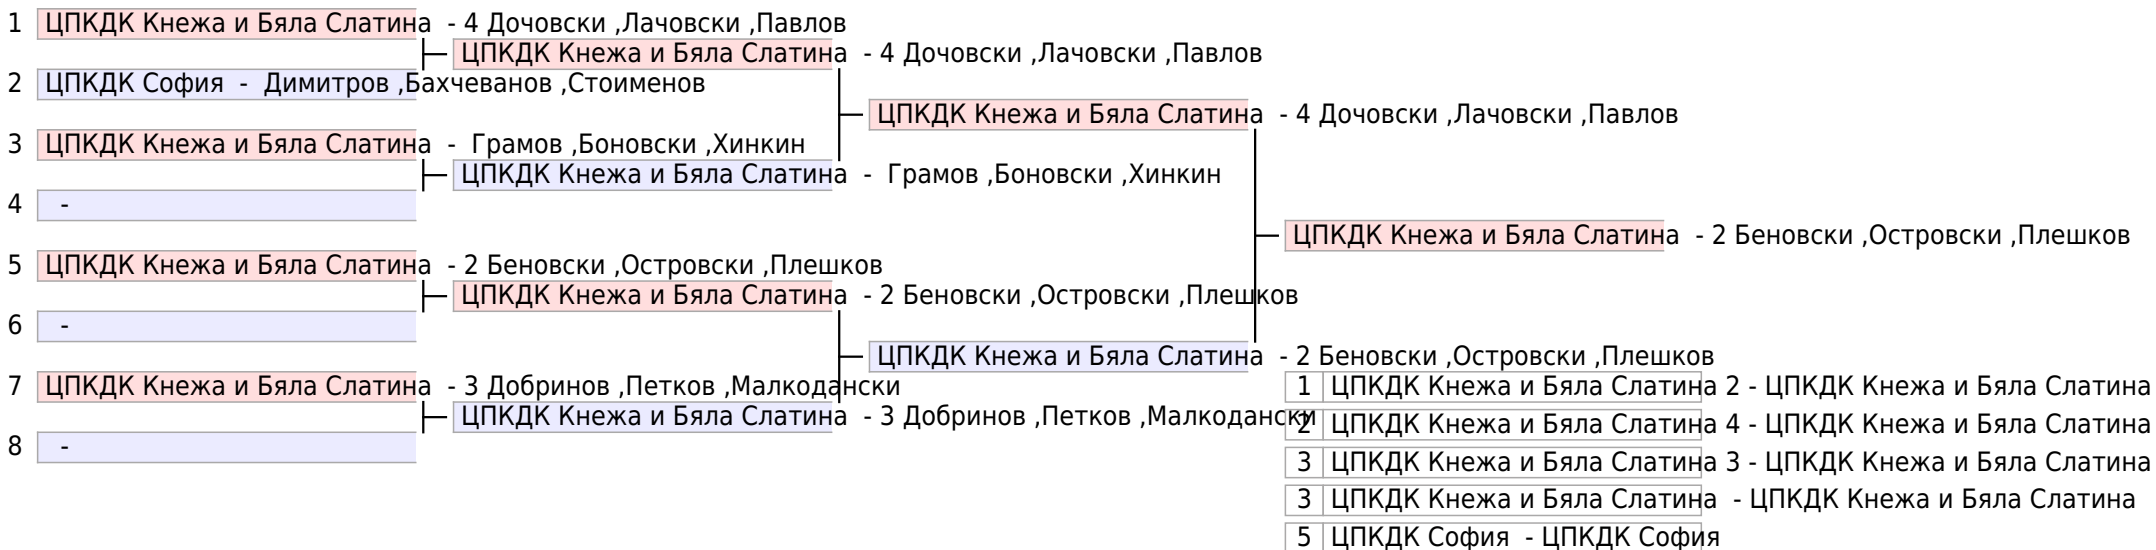 1 ЦПКДК Кнежа и Бяла Слатина - 4 Дочовски ,Лачовски ,Павлов
ЦПКДК Кнежа и Бяла Слатина - 4 Дочовски ,Лачовски ,Павлов
2 ЦПКДК София - Димитров ,Бахчеванов ,Стоименов
ЦПКДК Кнежа и Бяла Слатина - 4 Дочовски ,Лачовски ,Павлов
3 ЦПКДК Кнежа и Бяла Слатина - Грамов ,Боновски ,Хинкин
ЦПКДК Кнежа и Бяла Слатина - Грамов ,Боновски ,Хинкин
4 -
ЦПКДК Кнежа и Бяла Слатина - 2 Беновски ,Островски ,Плешков
5 ЦПКДК Кнежа и Бяла Слатина - 2 Беновски ,Островски ,Плешков
ЦПКДК Кнежа и Бяла Слатина - 2 Беновски ,Островски ,Плешков
6 -
ЦПКДК Кнежа и Бяла Слатина - 2 Беновски ,Островски ,Плешков
7 ЦПКДК Кнежа и Бяла Слатина - 3 Добринов ,Петков ,Малкодански
ЦПКДК Кнежа и Бяла Слатина - 3 Добринов ,Петков ,Малкодански
8 -
1 ЦПКДК Кнежа и Бяла Слатина 2 - ЦПКДК Кнежа и Бяла Слатина
2 ЦПКДК Кнежа и Бяла Слатина 4 - ЦПКДК Кнежа и Бяла Слатина
3 ЦПКДК Кнежа и Бяла Слатина 3 - ЦПКДК Кнежа и Бяла Слатина
3 ЦПКДК Кнежа и Бяла Слатина - ЦПКДК Кнежа и Бяла Слатина
5 ЦПКДК София - ЦПКДК София